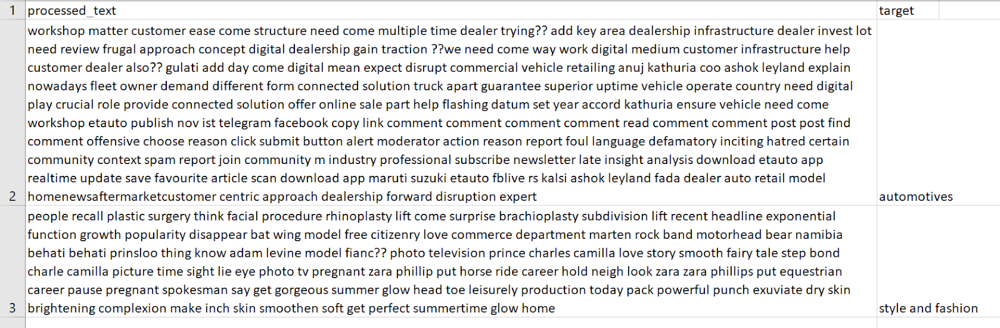 1 processed_text target
workshop matter customer ease come structure need come multiple time dealer trying?? add key area dealership infrastructure dealer invest lot
need review frugal approach concept digital dealership gain traction ??we need come way work digital medium customer infrastructure help
customer dealer also?? gulati add day come digital mean expect disrupt commercial vehicle retailing anuj kathuria coo ashok leyland explain
nowadays fleet owner demand different form connected solution truck apart guarantee superior uptime vehicle operate country need digital
play crucial role provide connected solution offer online sale part help flashing datum set year accord kathuria ensure vehicle need come
workshop etauto publish nov ist telegram facebook copy link comment comment comment comment read comment comment post post find
comment offensive choose reason click submit button alert moderator action reason report foul language defamatory inciting hatred certain
community context spam report join community m industry professional subscribe newsletter late insight analysis download etauto app
realtime update save favourite article scan download app maruti suzuki etauto fblive rs kalsi ashok leyland fada dealer auto retail model
2 homenewsaftermarketcustomer centric approach dealership forward disruption expert automotives
people recall plastic surgery think facial procedure rhinoplasty lift come surprise brachioplasty subdivision lift recent headline exponential
function growth popularity disappear bat wing model free citizenry love commerce department marten rock band motorhead bear namibia
behati behati prinsloo thing know adam levine model fianc?? photo television prince charles camilla love story smooth fairy tale step bond
charle camilla picture time sight lie eye photo tv pregnant zara phillip put horse ride career hold neigh look zara zara phillips put equestrian
career pause pregnant spokesman say get gorgeous summer glow head toe leisurely production today pack powerful punch exuviate dry skin
3 brightening complexion make inch skin smoothen soft get perfect summertime glow home style and fashion